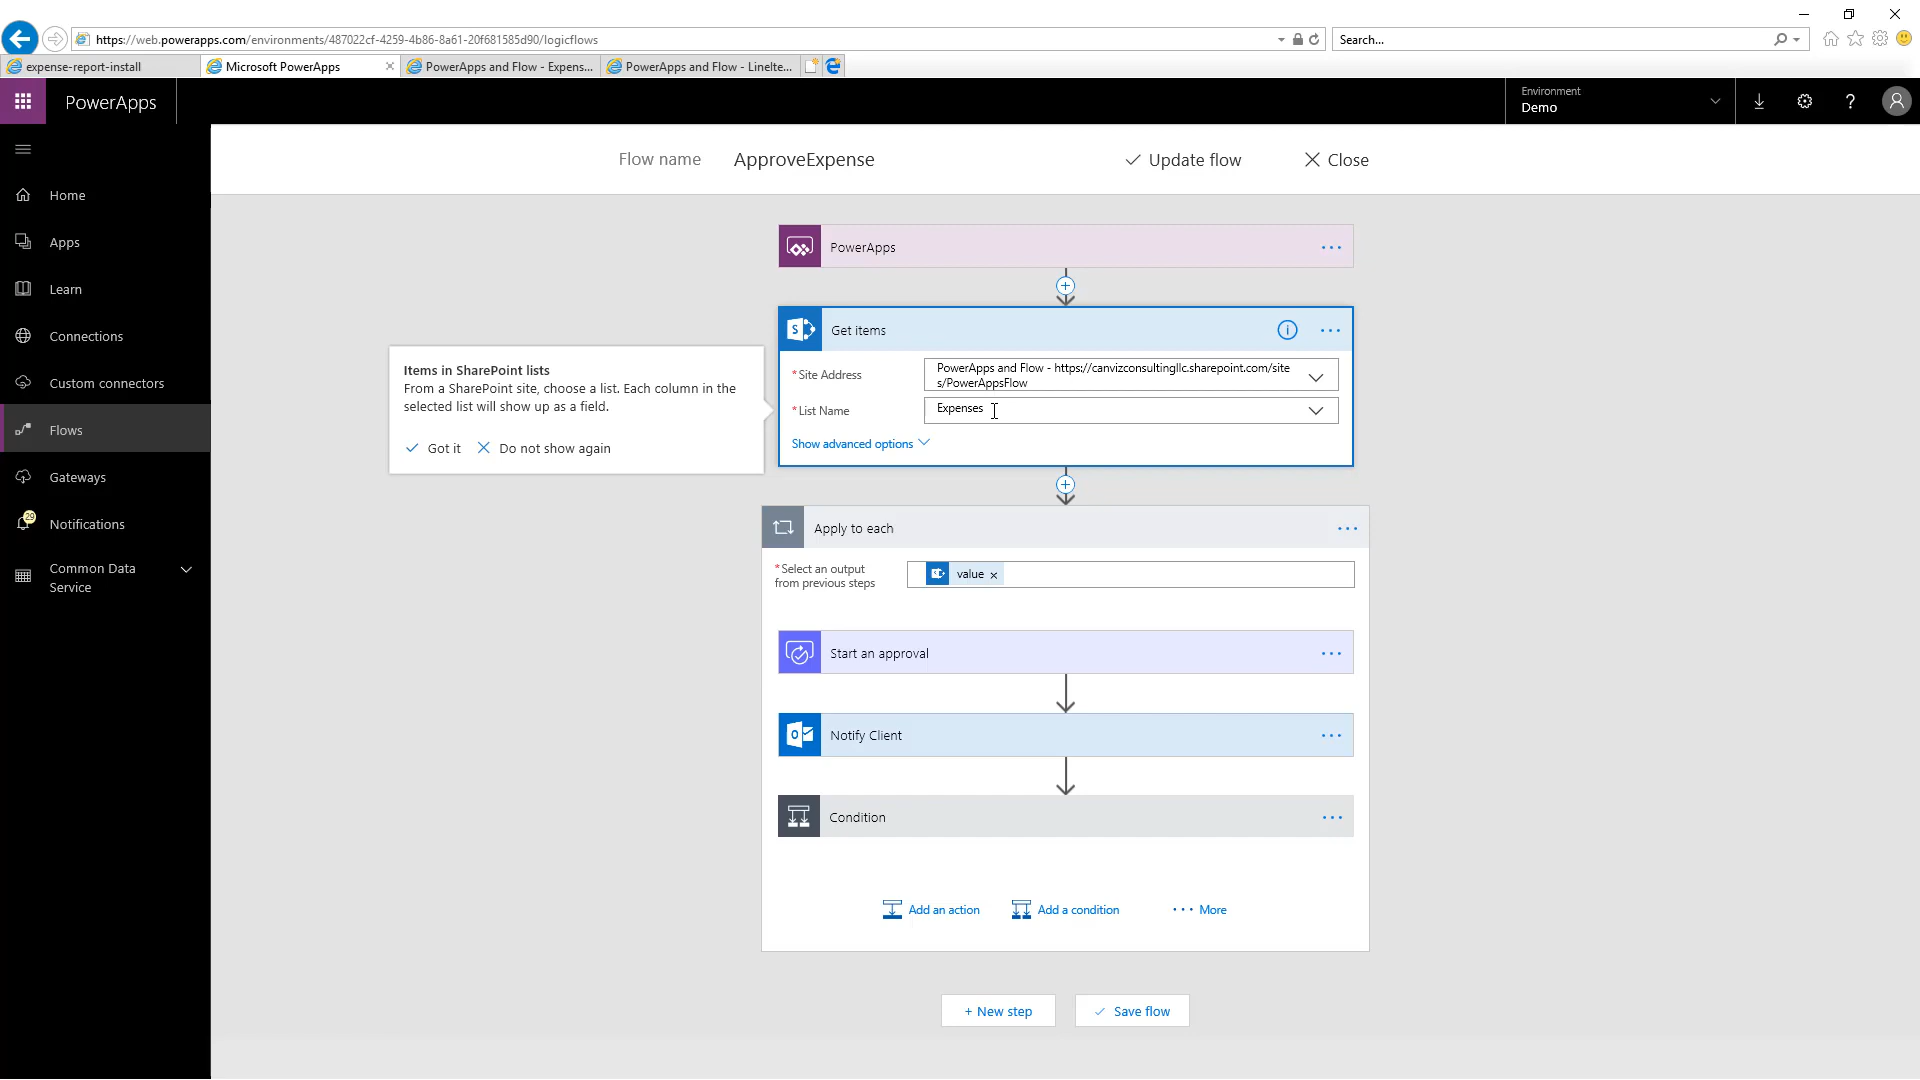 https://web.powerapps.com/environments/487022cf-4259-4b86-8a61-20f681585d90/logicflows
Search...
expense-report-install
Microsoft PowerApps
PowerApps and Flow - Expens...
PowerApps and Flow - LineIte...
PowerApps
Environment
Demo
Flow name
ApproveExpense
Update flow
Close
Home
Apps
Learn
Connections
Custom connectors
Flows
Gateways
29
Notifications
Common Data
Service
PowerApps
Get items
Items in SharePoint lists
From a SharePoint site, choose a list. Each column in the
selected list will show up as a field.
Got it
Do not show again
*Site Address
PowerApps and Flow - https://canvizconsultingllc.sharepoint.com/site
s/PowerAppsFlow
*List Name
Expenses
Show advanced options
Apply to each
*Select an output
from previous steps
value ×
Start an approval
Notify Client
Condition
Add an action
Add a condition
More
+ New step
Save flow